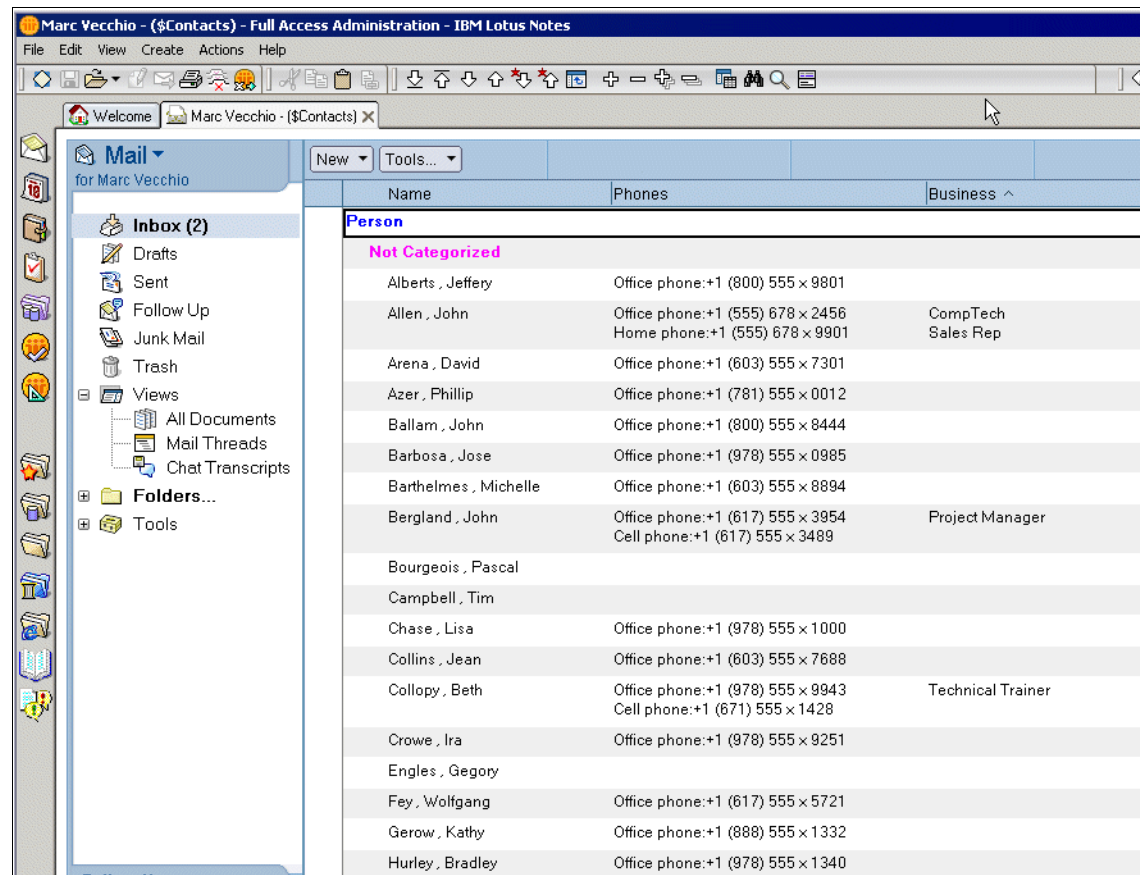 Marc Vecchio - ($Contacts) - Full Access Administration - IBM Lotus Notes
File Edit View Create Actions Help
Welcome Marc Vecchio - ($Contacts)
Mail
for Marc Vecchio
Inbox (2)
Drafts
Sent
Follow Up
Junk Mail
Trash
Views
All Documents
Mail Threads
Chat Transcripts
Folders...
Tools
18
New Tools...
Name Phones Business
Person
Not Categorized
Alberts , Jeffery Office phone:+1 (800) 555 × 9801
Allen , John Office phone:+1 (555) 678 × 2456 CompTech
Home phone:+1 (555) 678 × 9901 Sales Rep
Arena , David Office phone:+1 (603) 555 × 7301
Azer , Phillip Office phone:+1 (781) 555 × 0012
Ballam , John Office phone:+1 (800) 555 × 8444
Barbosa , Jose Office phone:+1 (978) 555 × 0985
Barthelmes , Michelle Office phone:+1 (603) 555 × 8894
Bergland , John Office phone:+1 (617) 555 × 3954 Project Manager
Cell phone:+1 (617) 555 × 3489
Bourgeois , Pascal
Campbell , Tim
Chase , Lisa Office phone:+1 (978) 555 × 1000
Collins , Jean Office phone:+1 (603) 555 × 7688
Collopy , Beth Office phone:+1 (978) 555 × 9943 Technical Trainer
Cell phone:+1 (671) 555 × 1428
Crowe , Ira Office phone:+1 (978) 555 × 9251
Engles , Gegory
Fey , Wolfgang Office phone:+1 (617) 555 × 5721
Gerow , Kathy Office phone:+1 (888) 555 × 1332
Hurley , Bradley Office phone:+1 (978) 555 × 1340